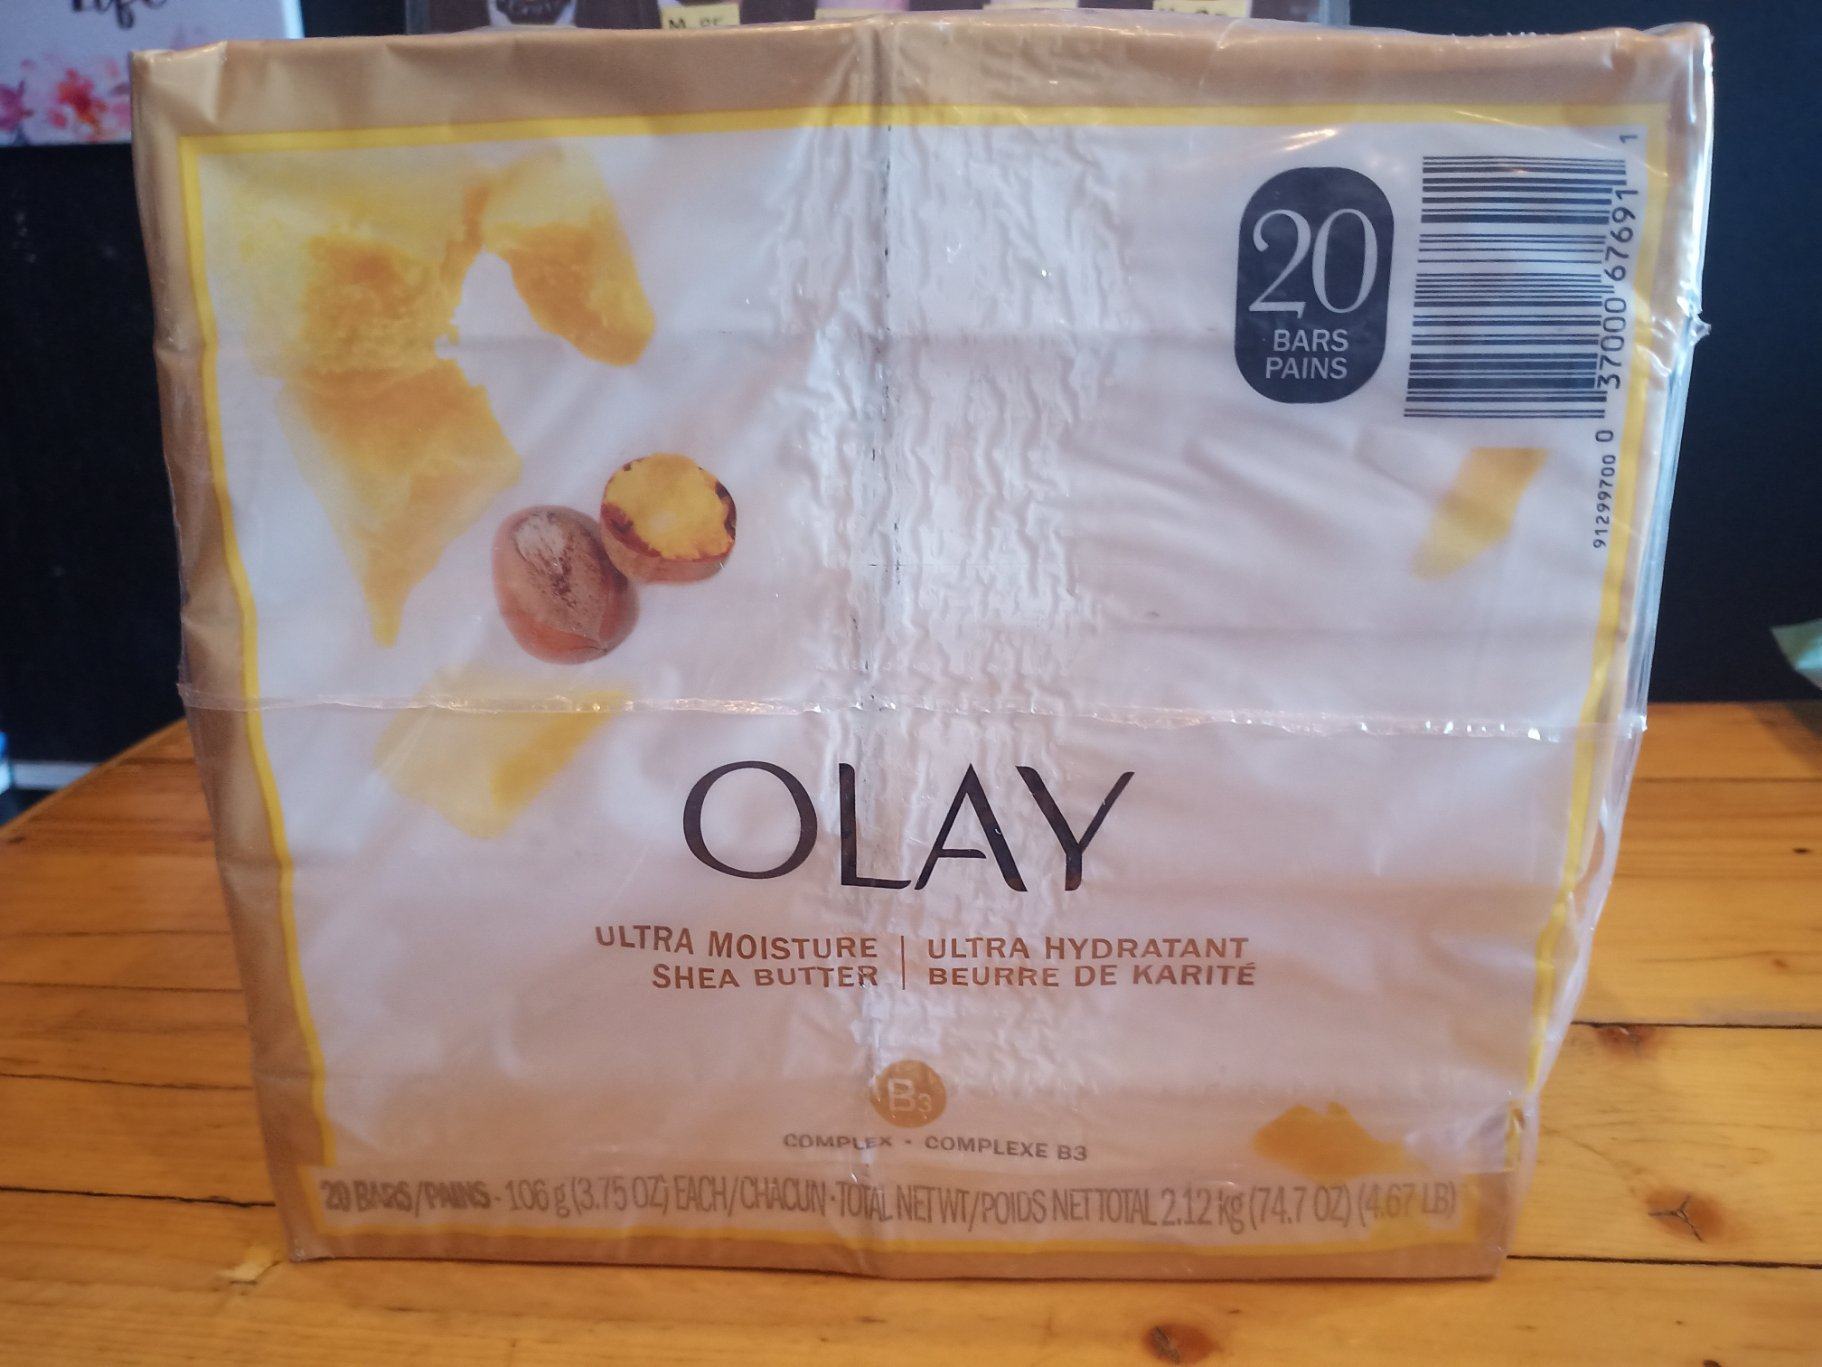 life
20
BARS
PAINS
0 37000 67691 1
91299700
OLAY
ULTRA MOISTURE
SHEA BUTTER
ULTRA HYDRATANT
BEURRE DE KARITÉ
B3
COMPLEX • COMPLEXE B3
20 BARS/PAINS • 106 g (3.75 OZ) EACH/CHACUN • TOTAL NET WT/POIDS NET TOTAL 2.12 kg (74.7 OZ) (4.67 LB)